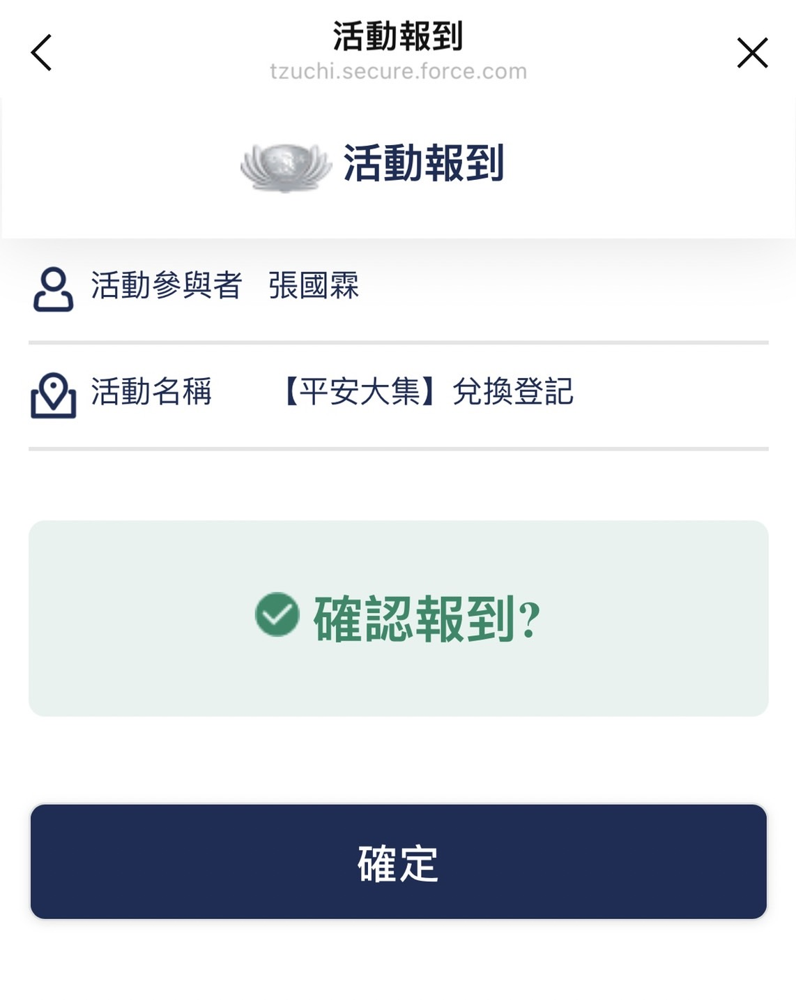 活動報到
tzuchi.secure.force.com
活動報到
活動參與者 張國霖
活動名稱 【平安大集】兌換登記
確認報到?
確定